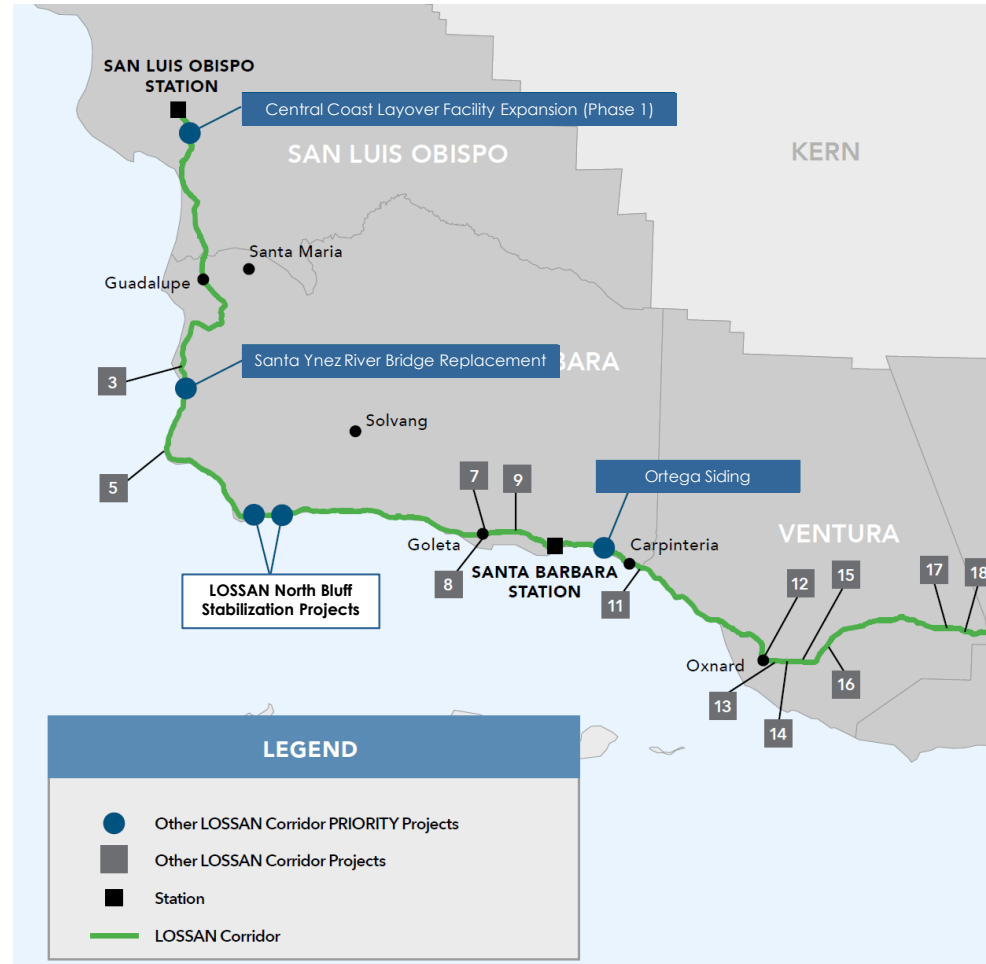 SAN LUIS OBISPO
STATION
Central Coast Layover Facility Expansion (Phase 1)
SAN LUIS OBISPO
KERN
Santa Maria
Guadalupe
Santa Ynez River Bridge Replacement
BARA
3
Solvang
5
7
9
Ortega Siding
VENTURA
Goleta
Carpinteria
8
SANTA BARBARA
STATION
11
12
15
17
18
LOSSAN North Bluff
Stabilization Projects
Oxnard
13
14
16
LEGEND
Other LOSSAN Corridor PRIORITY Projects
Other LOSSAN Corridor Projects
Station
LOSSAN Corridor